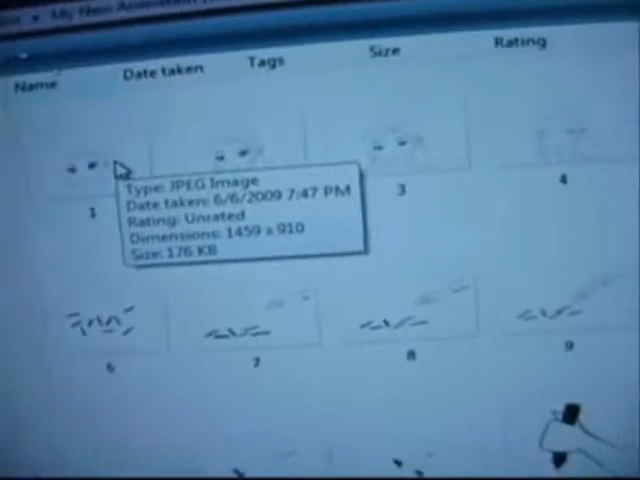 My New Animation
Name Date taken Tags Size Rating
Type: JPEG Image
Date taken: 6/6/2009 7:47 PM
Rating: Unrated
Dimensions: 1459 x 910
Size: 176 KB
1 3 4
6 7 8 9